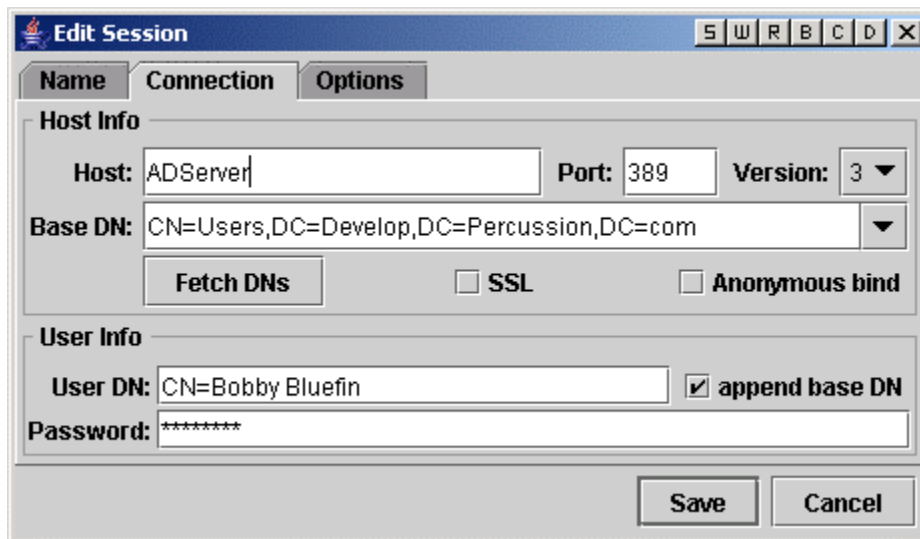 Edit Session S W R B C D X
Name Connection Options
Host Info
Host: ADServer Port: 389 Version: 3
Base DN: CN=Users,DC=Develop,DC=Percussion,DC=com
Fetch DNs SSL Anonymous bind
User Info
User DN: CN=Bobby Bluefin append base DN
Password: ********
Save Cancel